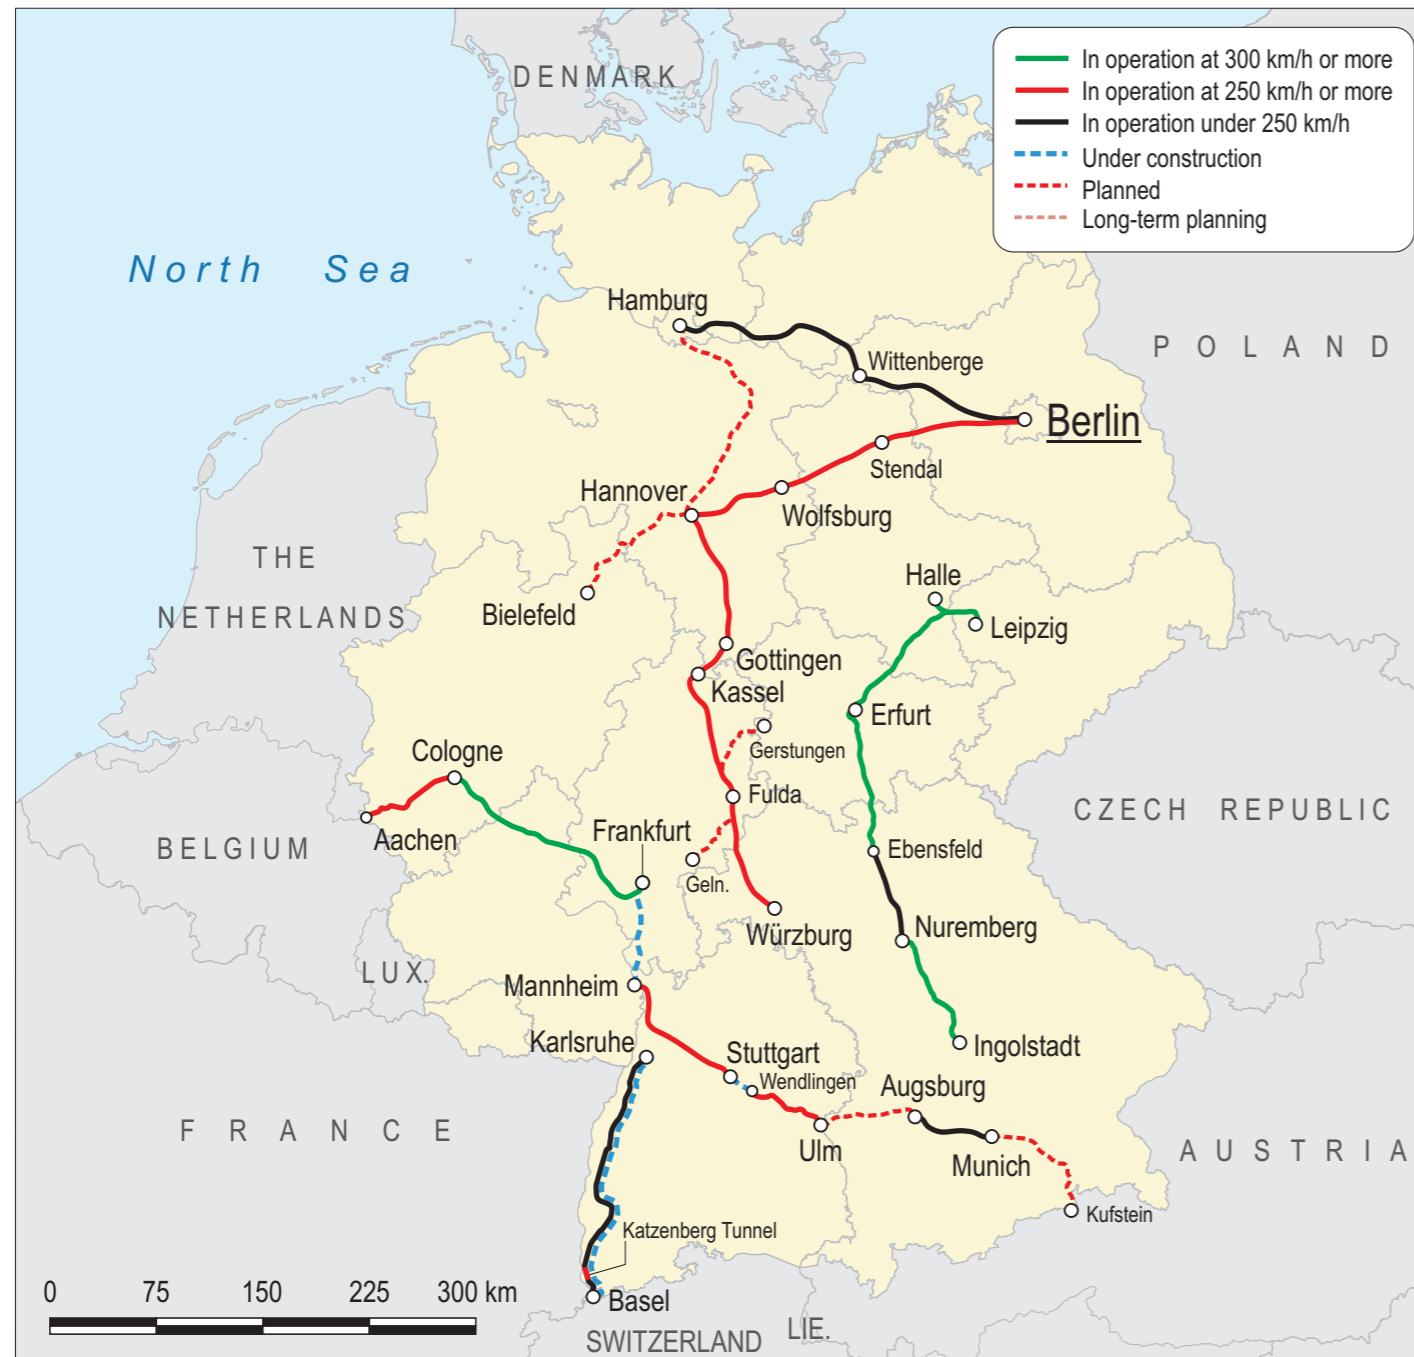 DENMARK
In operation at 300 km/h or more
In operation at 250 km/h or more
In operation under 250 km/h
Under construction
Planned
Long-term planning
North Sea
Hamburg
POLAND
Wittenberge
Berlin
Stendal
Hannover
Wolfsburg
THE
NETHERLANDS
Halle
Bielefeld
Leipzig
Gottingen
Kassel
Erfurt
Gerstungen
Cologne
Fulda
CZECH REPUBLIC
Aachen
Frankfurt
BELGIUM
Ebensfeld
Geln.
Würzburg
Nuremberg
LUX.
Mannheim
Karlsruhe
Stuttgart
Ingolstadt
Wendlingen
Augsburg
FRANCE
Ulm
Munich
AUSTRIA
Kufstein
Katzenberg Tunnel
0 75 150 225 300 km
Basel
SWITZERLAND
LIE.